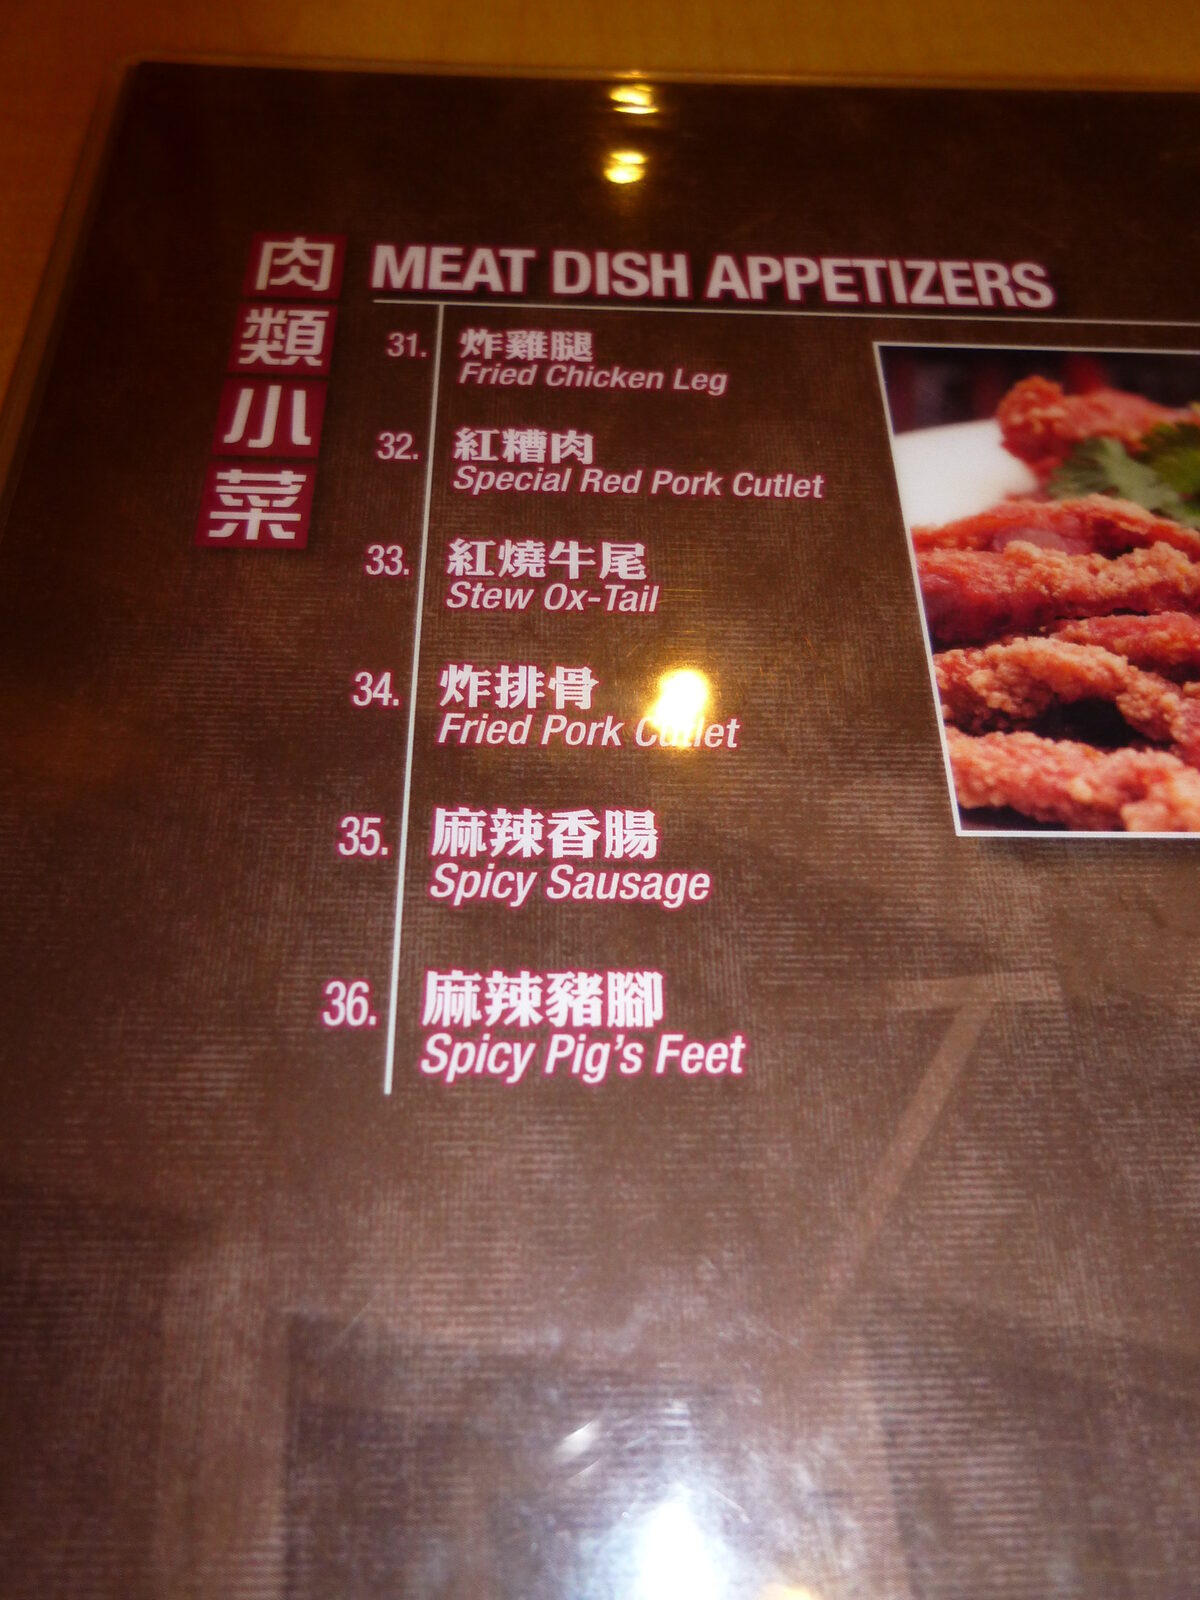 肉類小菜
MEAT DISH APPETIZERS
31. 炸雞腿
Fried Chicken Leg
32. 紅糟肉
Special Red Pork Cutlet
33. 紅燒牛尾
Stew Ox-Tail
34. 炸排骨
Fried Pork Cutlet
35. 麻辣香腸
Spicy Sausage
36. 麻辣豬腳
Spicy Pig's Feet